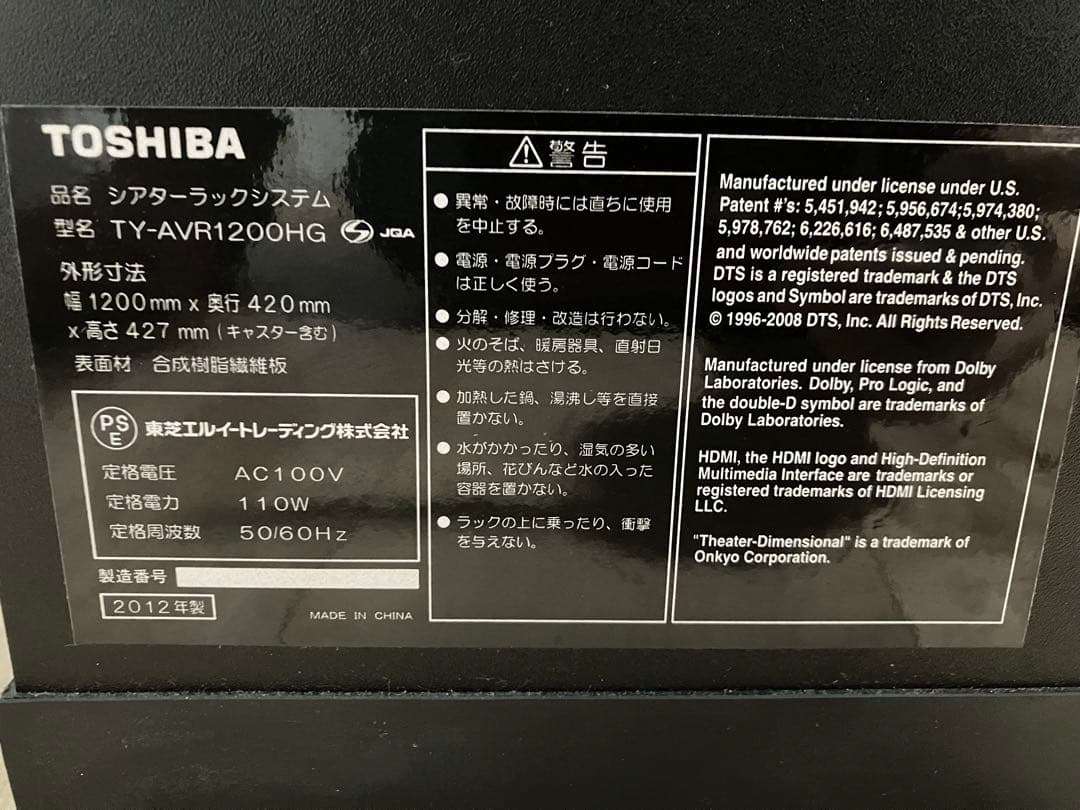 TOSHIBA
品名 シアターラックシステム
型名 TY-AVR1200HG JQA
外形寸法
幅1200mm x 奥行 420mm
x 高さ 427 mm (キャスター含む)
表面材 合成樹脂繊維板
PS
E
東芝エルイートレーディング株式会社
定格電圧 AC100V
定格電力 110W
定格周波数 50/60Hz
製造番号
2012年製
MADE IN CHINA
警告
● 異常・故障時には直ちに使用
を中止する。
● 電源・電源プラグ・電源コード
は正しく使う。
● 分解・修理・改造は行わない。
● 火のそば、暖房器具、直射日
光等の熱はさける。
● 加熱した鍋、湯沸し等を直接
置かない。
● 水がかかったり、湿気の多い
場所、花びんなど水の入った
容器を置かない。
● ラックの上に乗ったり、衝撃
を与えない。
Manufactured under license under U.S.
Patent #'s: 5,451,942; 5,956,674;5,974,380;
5,978,762; 6,226,616; 6,487,535 & other U.S.
and worldwide patents issued & pending.
DTS is a registered trademark & the DTS
logos and Symbol are trademarks of DTS, Inc.
© 1996-2008 DTS, Inc. All Rights Reserved.
Manufactured under license from Dolby
Laboratories. Dolby, Pro Logic, and
the double-D symbol are trademarks of
Dolby Laboratories.
HDMI, the HDMI logo and High-Definition
Multimedia Interface are trademarks or
registered trademarks of HDMI Licensing
LLC.
"Theater-Dimensional" is a trademark of
Onkyo Corporation.